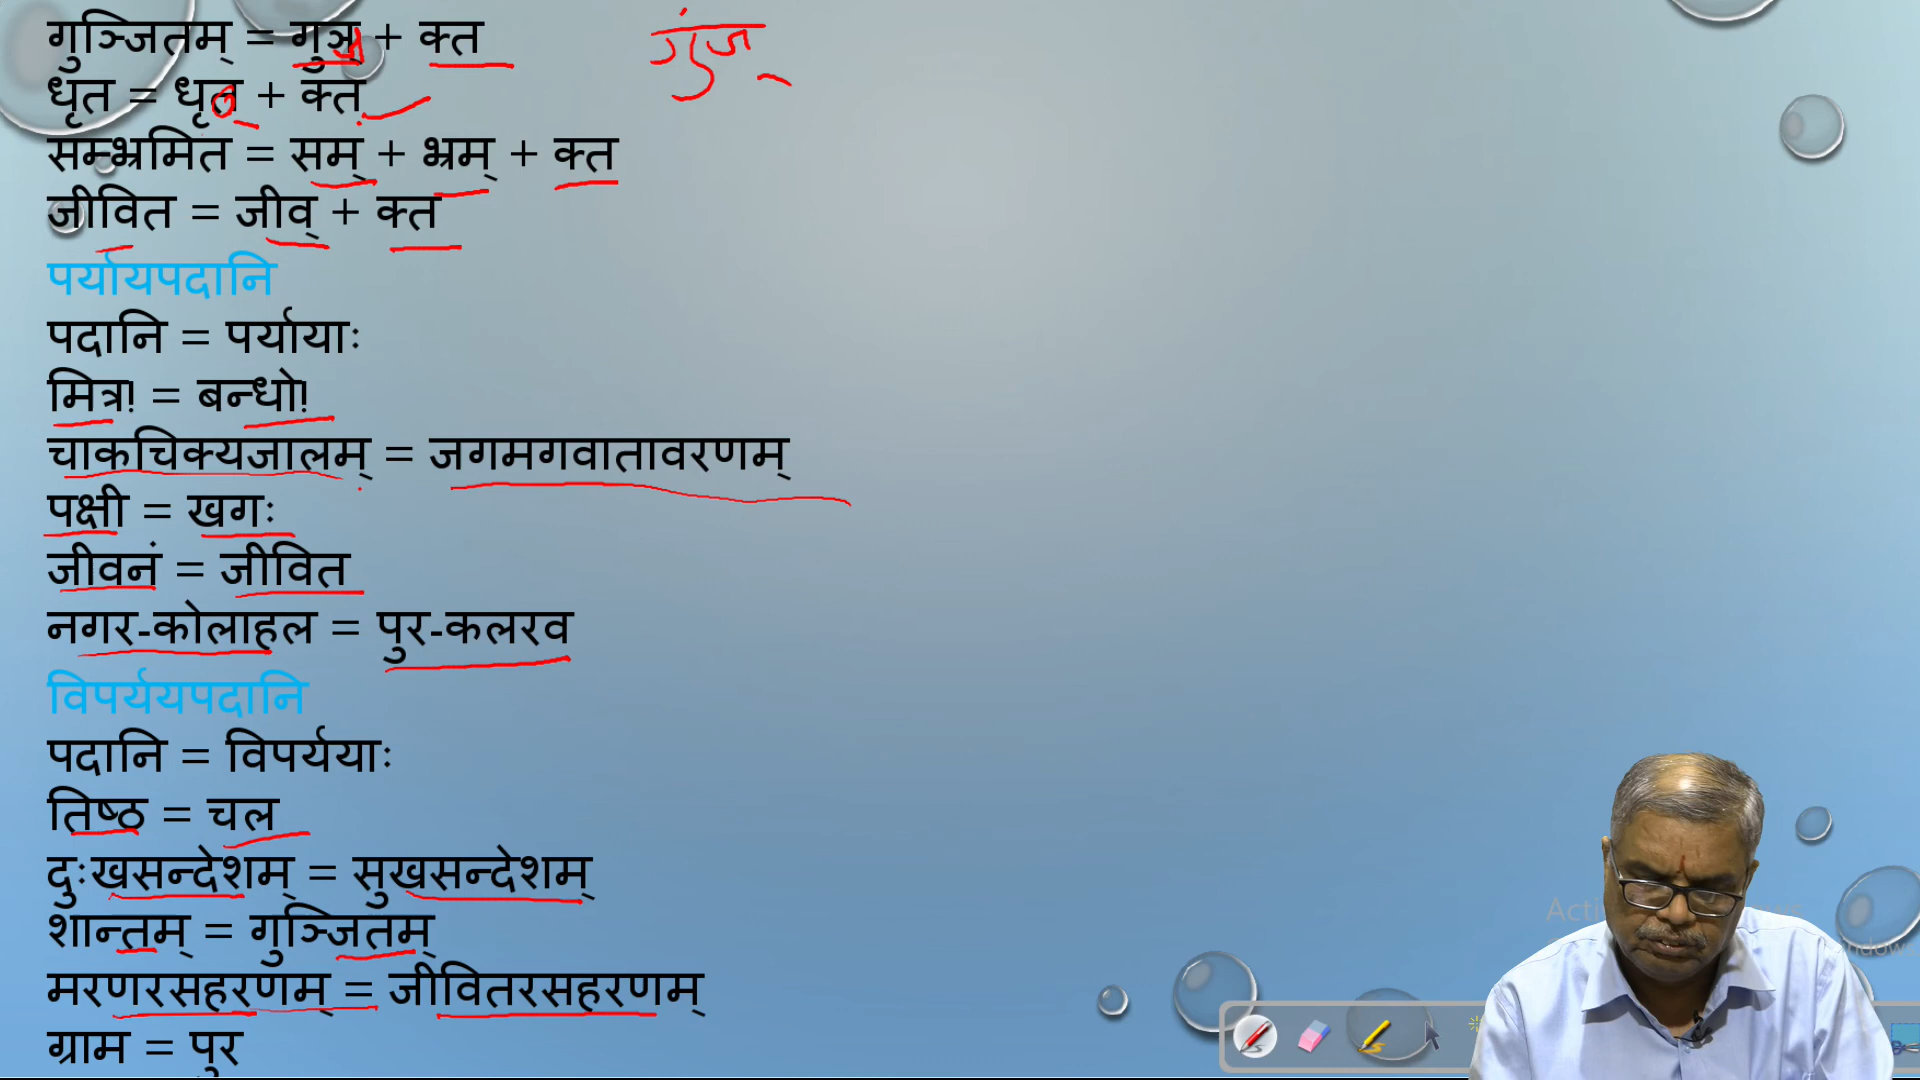 गुञ्जितम् = गुञ् + क्त
गुंज्
धृत = धृत् + क्त
सम्भ्रमित = सम् + भ्रम् + क्त
जीवित = जीव् + क्त
पर्यायपदानि
पदानि = पर्यायाः
मित्र! = बन्धो!
चाकचिक्यजालम् = जगमगवातावरणम्
पक्षी = खगः
जीवनं = जीवित
नगर-कोलाहल = पुर-कलरव
विपर्ययपदानि
पदानि = विपर्ययाः
तिष्ठ = चल
दुःखसन्देशम् = सुखसन्देशम्
शान्तम् = गुञ्जितम्
मरणरसहरणम् = जीवितरसहरणम्
ग्राम = पुर